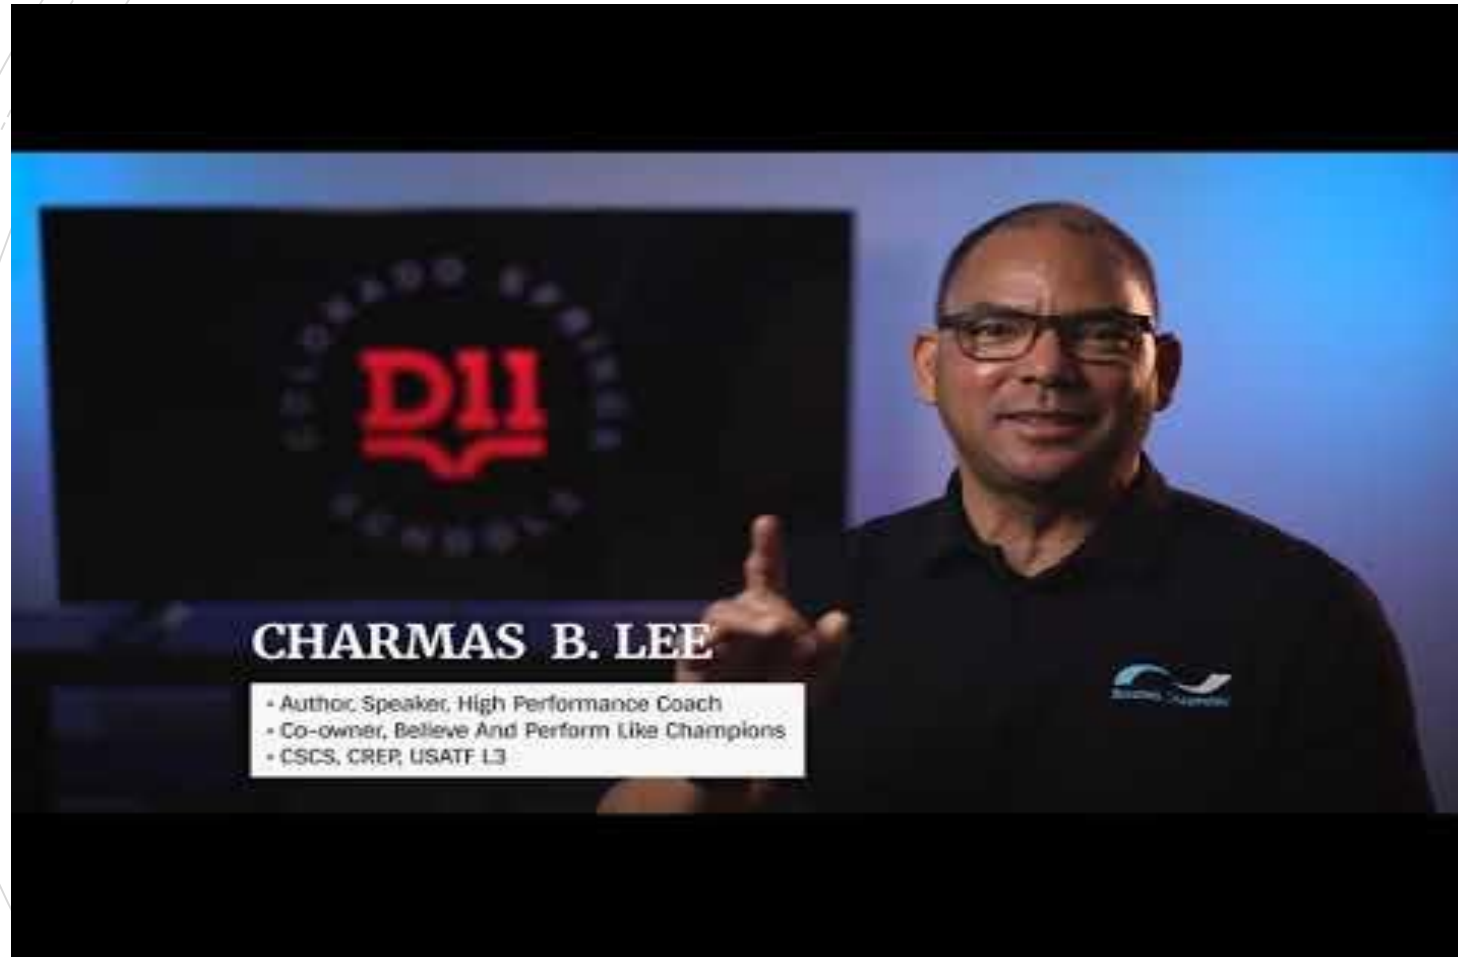 COLORADO SPRINGS
D11
SCHOOLS
CHARMAS B. LEE
• Author, Speaker, High Performance Coach
• Co-owner, Believe And Perform Like Champions
• CSCS, CREP, USATF L3